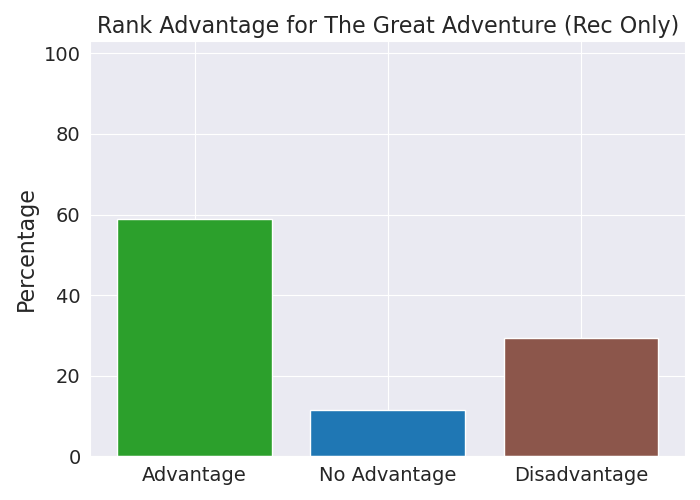 Rank Advantage for The Great Adventure (Rec Only)
100
80
60
40
20
0
Percentage
Advantage
No Advantage
Disadvantage